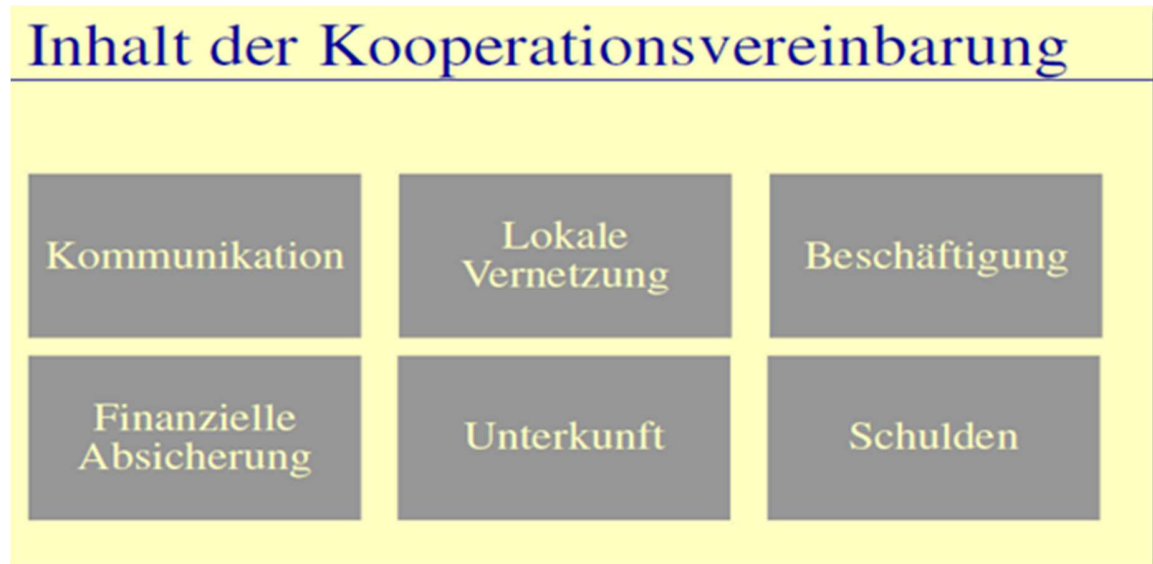 Inhalt der Kooperationsvereinbarung
Kommunikation
Lokale
Vernetzung
Beschäftigung
Finanzielle
Absicherung
Unterkunft
Schulden